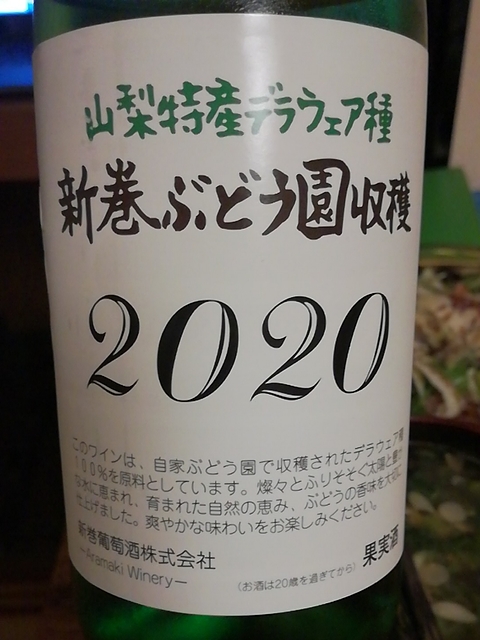 山梨特産デラウェア種
新巻ぶどう園収穫
2020
このワインは、自家ぶどう園で収穫されたデラウェア種
100%を原料としています。燦々とふりそそぐ太陽と豊か
な水に恵まれ、育まれた自然の恵み、ぶどうの香味を大切に
仕上げました。爽やかな味わいをお楽しみください。
新巻葡萄酒株式会社
―Aramaki Winery―
(お酒は20歳を過ぎてから)
果実酒